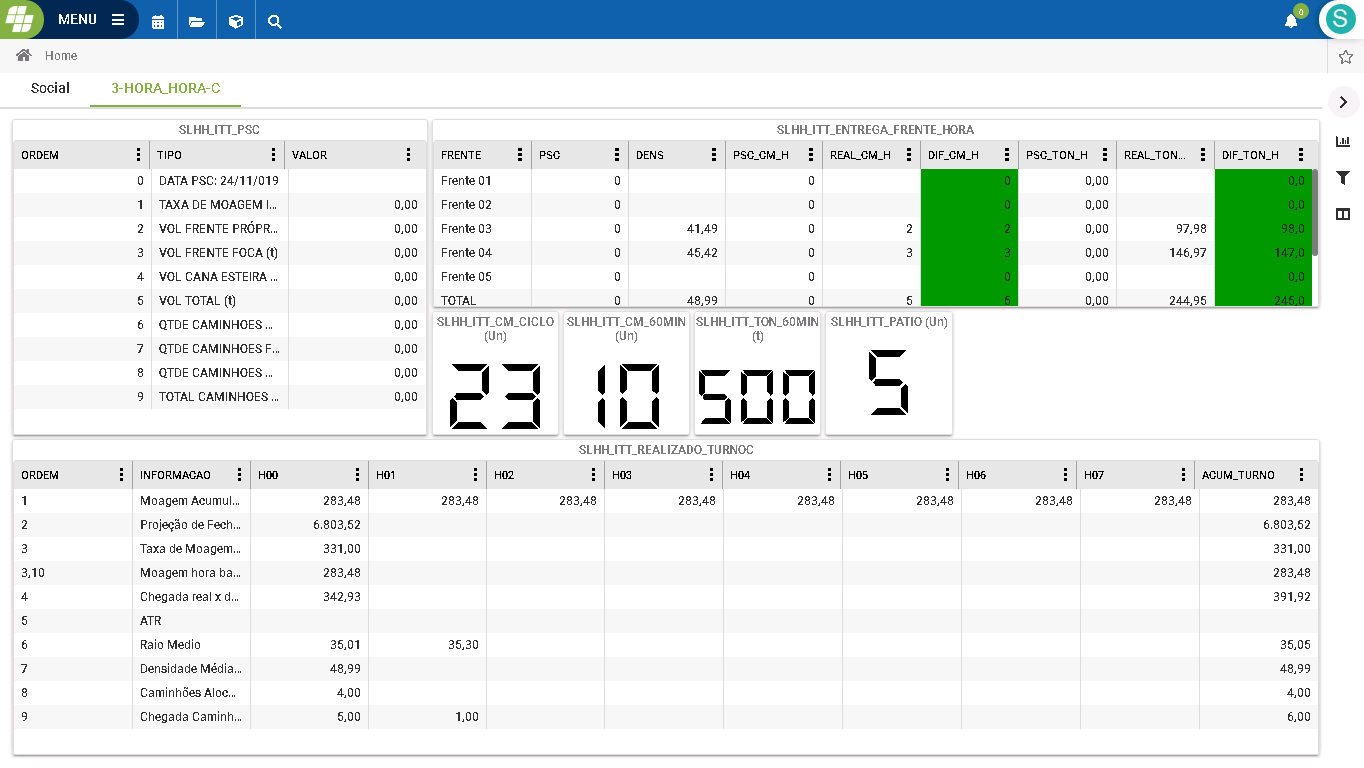 MENU
0
S
Home
Social 3-HORA_HORA-C
SLHH_ITT_PSC
ORDEM TIPO VALOR
0 DATA PSC: 24/11/019
1 TAXA DE MOAGEM I... 0,00
2 VOL FRENTE PRÓPR... 0,00
3 VOL FRENTE FOCA (t) 0,00
4 VOL CANA ESTEIRA ... 0,00
5 VOL TOTAL (t) 0,00
6 QTDE CAMINHOES ... 0,00
7 QTDE CAMINHOES F... 0,00
8 QTDE CAMINHOES ... 0,00
9 TOTAL CAMINHOES ... 0,00
SLHH_ITT_ENTREGA_FRENTE_HORA
FRENTE PSC DENS PSC_CM_H REAL_CM_H DIF_CM_H PSC_TON_H REAL_TON... DIF_TON_H
Frente 01 0 0 0 0,00 0,0
Frente 02 0 0 0 0,00 0,0
Frente 03 0 41,49 0 2 2 0,00 97,98 98,0
Frente 04 0 45,42 0 3 3 0,00 146,97 147,0
Frente 05 0 0 0 0,00 0,0
TOTAL 0 48,99 0 5 5 0,00 244,95 245,0
SLHH_ITT_CM_CICLO
(Un)
23
SLHH_ITT_CM_60MIN
(Un)
10
SLHH_ITT_TON_60MIN
(t)
500
SLHH_ITT_PATIO (Un)
5
SLHH_ITT_REALIZADO_TURNOC
ORDEM INFORMACAO H00 H01 H02 H03 H04 H05 H06 H07 ACUM_TURNO
1 Moagem Acumul... 283,48 283,48 283,48 283,48 283,48 283,48 283,48 283,48 283,48
2 Projeção de Fech... 6.803,52 6.803,52
3 Taxa de Moagem... 331,00 331,00
3,10 Moagem hora ba... 283,48 283,48
4 Chegada real x d... 342,93 391,92
5 ATR
6 Raio Medio 35,01 35,30 35,05
7 Densidade Média... 48,99 48,99
8 Caminhões Aloc... 4,00 4,00
9 Chegada Caminh... 5,00 1,00 6,00